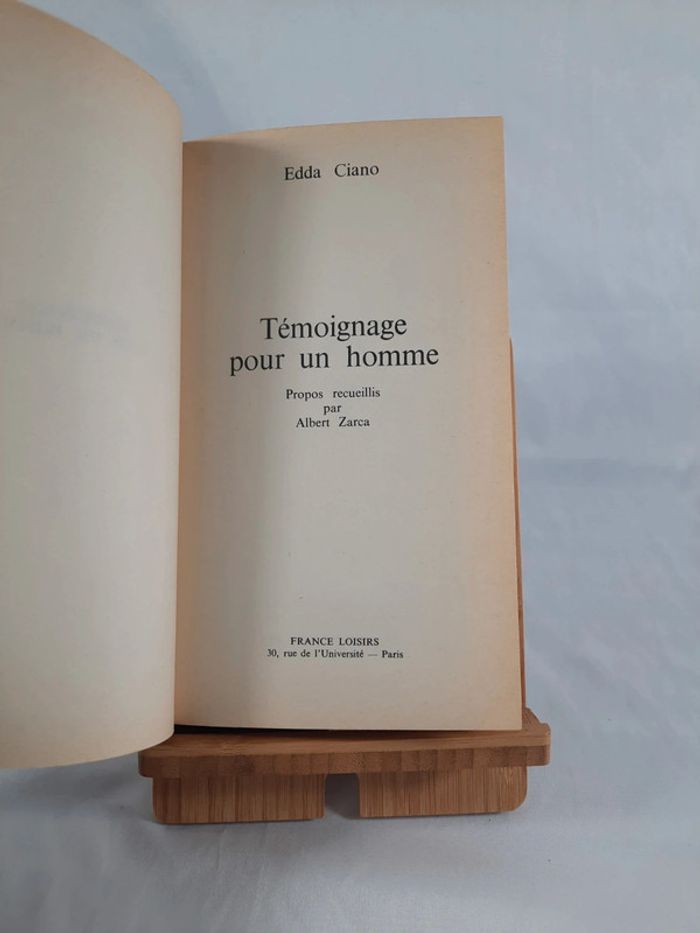 Edda Ciano
Témoignage
pour un homme
Propos recueillis
par
Albert Zarca
FRANCE LOISIRS
30, rue de l'Université — Paris